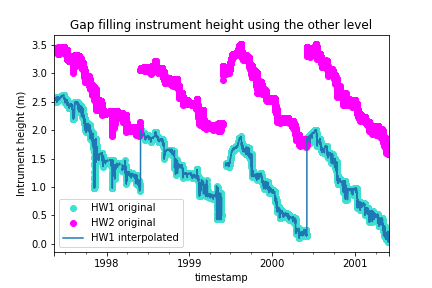 Gap filling instrument height using the other level
Intrument height (m)
3.5
3.0
2.5
2.0
1.5
1.0
0.5
0.0
HW1 original
HW2 original
HW1 interpolated
1998
1999
2000
2001
timestamp